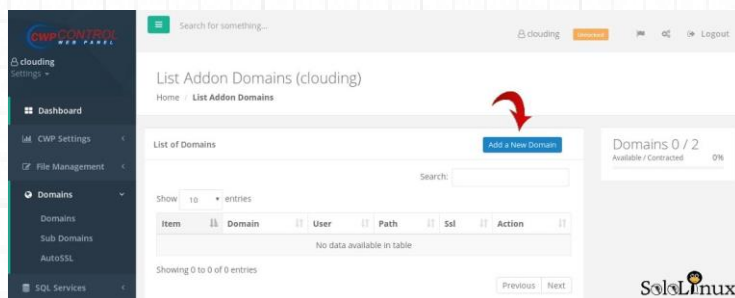 CWP CONTROL
WEB PANEL
clouding
Settings
Dashboard
CWP Settings
File Management
Domains
Domains
Sub Domains
AutoSSL
SQL Services
Search for something...
clouding
Logout
List Addon Domains (clouding)
Home / List Addon Domains
List of Domains
Add a New Domain
Search:
Show 10 entries
Item Domain User Path Ssl Action
No data available in table
Showing 0 to 0 of 0 entries
Previous Next
Domains 0 / 2
Available / Contracted 0%
SoloLinux